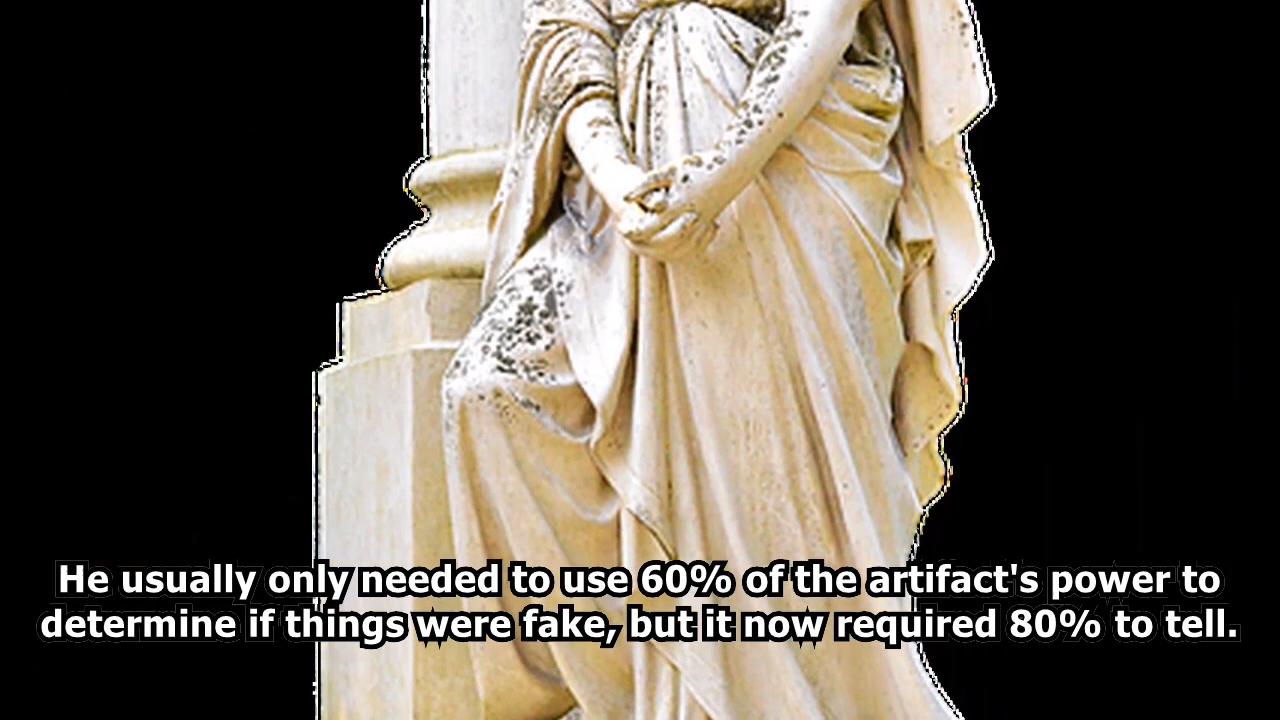 He usually only needed to use 60% of the artifact's power to
determine if things were fake, but it now required 80% to tell.